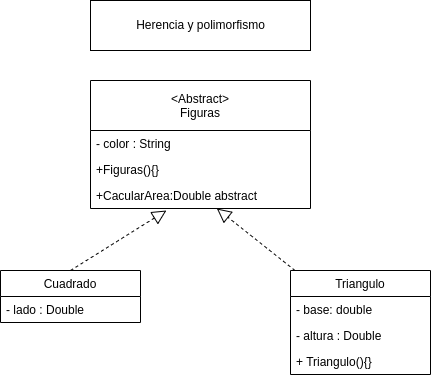 Herencia y polimorfismo
<Abstract>
Figuras
- color : String
+Figuras(){}
+CacularArea:Double abstract
Cuadrado
- lado : Double
Triangulo
- base: double
- altura : Double
+ Triangulo(){}